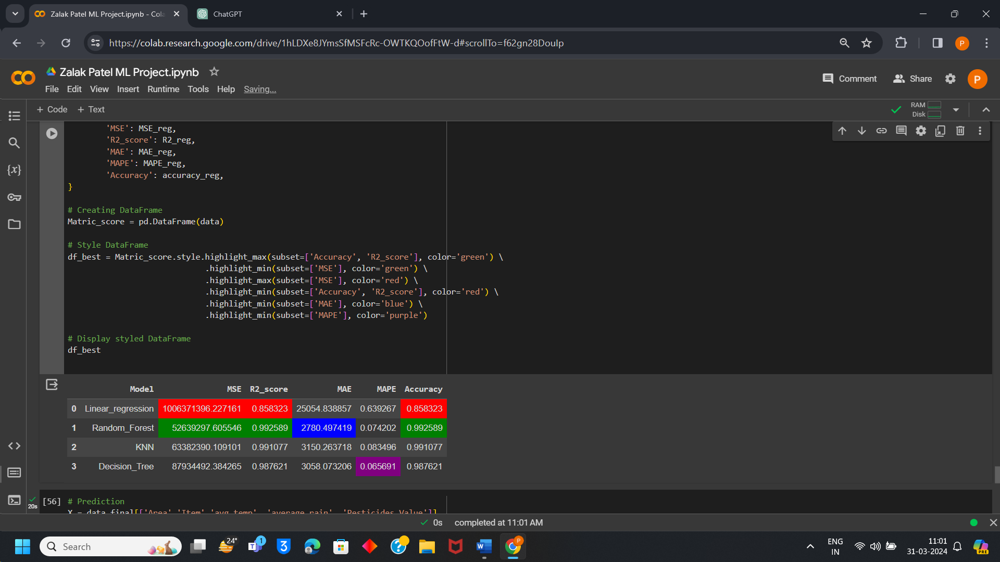 Zalak Patel ML Project.ipynb - Cola
ChatGPT
https://colab.research.google.com/drive/1hLDXe8JYmsSfMSFcRc-OWTKQOofFtW-d#scrollTo=f62gn28DouIp
P
Zalak Patel ML Project.ipynb
Comment
Share
P
File Edit View Insert Runtime Tools Help Saving...
+ Code + Text
RAM
Disk
'MSE': MSE_reg,
'R2_score': R2_reg,
'MAE': MAE_reg,
'MAPE': MAPE_reg,
'Accuracy': accuracy_reg,
}
# Creating DataFrame
Matric_score = pd.DataFrame(data)
# Style DataFrame
df_best = Matric_score.style.highlight_max(subset=['Accuracy', 'R2_score'], color='green') \
.highlight_min(subset=['MSE'], color='green') \
.highlight_max(subset=['MSE'], color='red') \
.highlight_min(subset=['Accuracy', 'R2_score'], color='red') \
.highlight_min(subset=['MAE'], color='blue') \
.highlight_min(subset=['MAPE'], color='purple')
# Display styled DataFrame
df_best
Model MSE R2_score MAE MAPE Accuracy
0 Linear_regression 1006371396.227161 0.858323 25054.838857 0.639267 0.858323
1 Random_Forest 52639297.605546 0.992589 2780.497419 0.074202 0.992589
2 KNN 63382390.109101 0.991077 3150.263718 0.083496 0.991077
3 Decision_Tree 87934492.384265 0.987621 3058.073206 0.065691 0.987621
20s
[56] # Prediction
X = data_final[['Area','Item','avg_temp', 'average_rain', 'Pesticides_Value']]
0s completed at 11:01 AM
Search
24°
1
ENG
IN
11:01
31-03-2024
PRE